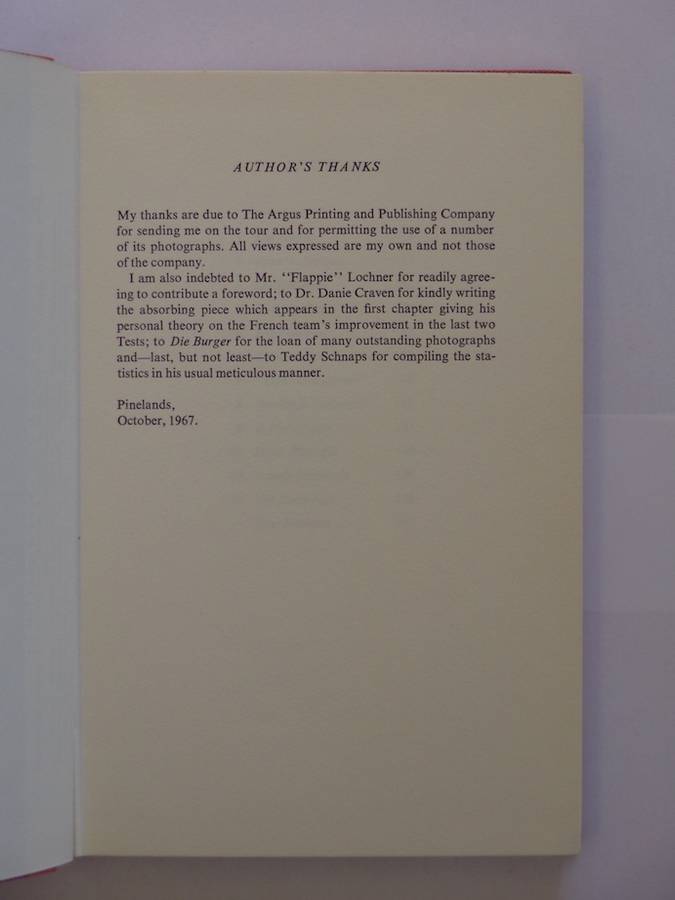 AUTHOR'S THANKS
My thanks are due to The Argus Printing and Publishing Company
for sending me on the tour and for permitting the use of a number
of its photographs. All views expressed are my own and not those
of the company.
I am also indebted to Mr. "Flappie" Lochner for readily agree-
ing to contribute a foreword; to Dr. Danie Craven for kindly writing
the absorbing piece which appears in the first chapter giving his
personal theory on the French team's improvement in the last two
Tests; to Die Burger for the loan of many outstanding photographs
and—last, but not least—to Teddy Schnaps for compiling the sta-
tistics in his usual meticulous manner.
Pinelands,
October, 1967.